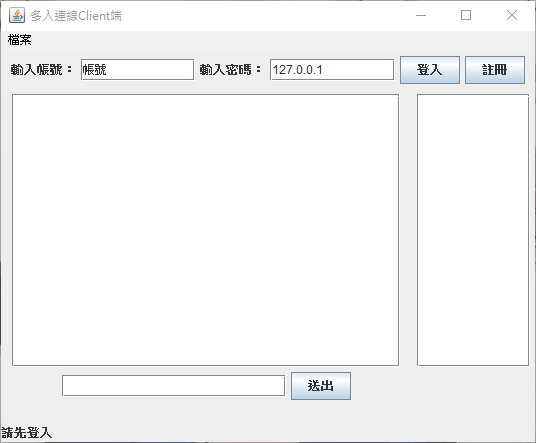 多入連線Client端
檔案
輸入帳號： 帳號 輸入密碼： 127.0.0.1 登入 註冊
送出
請先登入